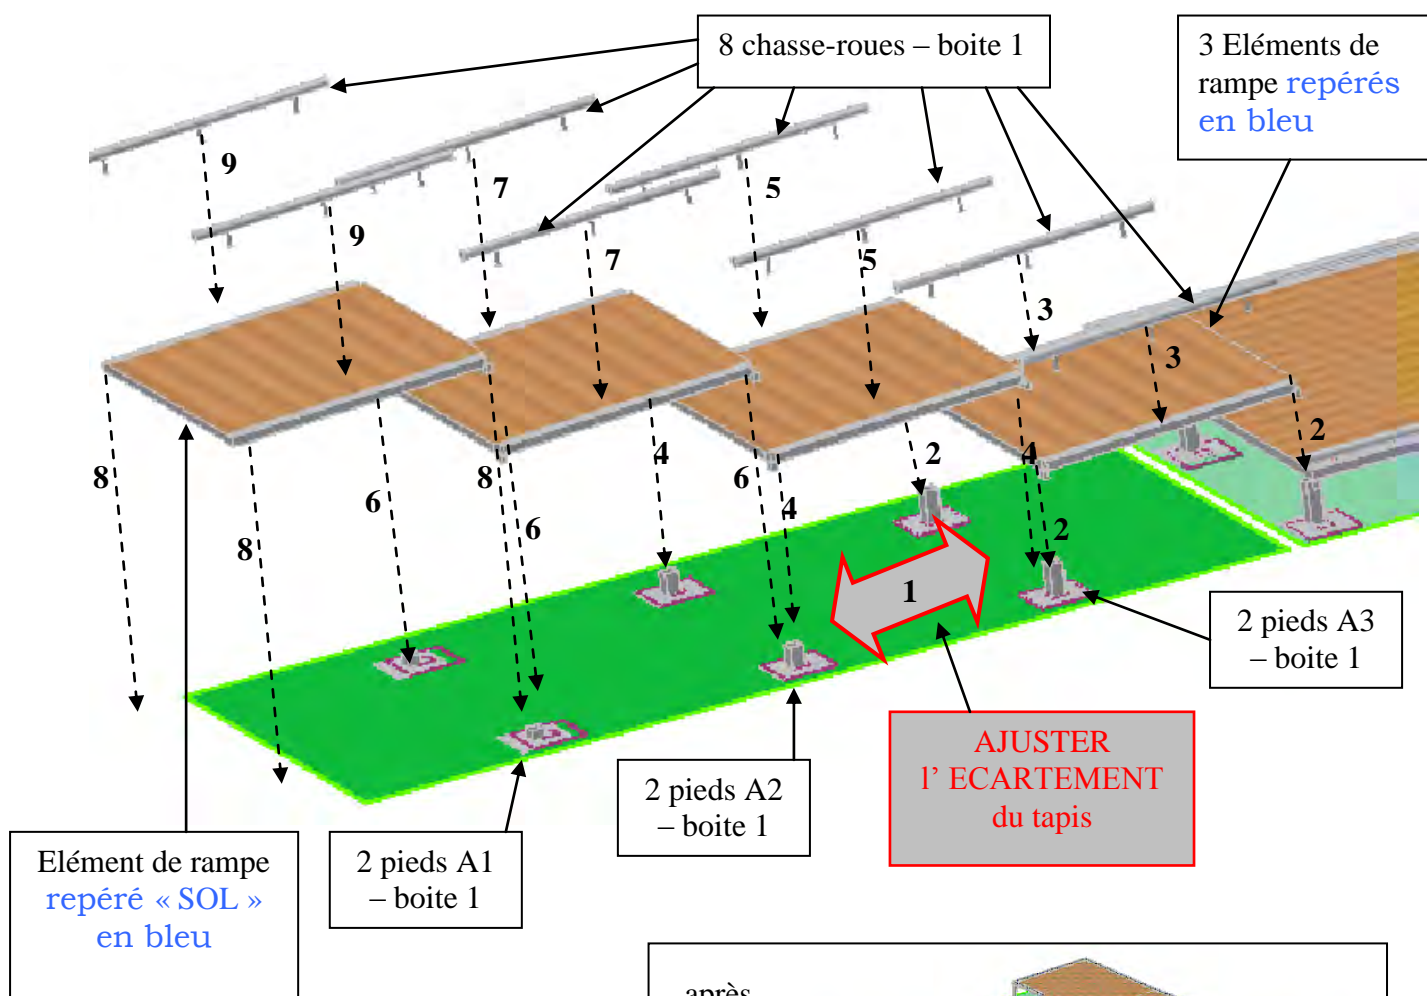 8 chasse-roues – boite 1
3 Eléments de
rampe repérés
en bleu
9
9
7
7
5
5
3
3
2
8
8
6
8
6
4
6
4
2
4
2
1
2 pieds A3
– boite 1
AJUSTER
l’ ECARTEMENT
du tapis
2 pieds A2
– boite 1
2 pieds A1
– boite 1
Elément de rampe
repéré « SOL »
en bleu
après